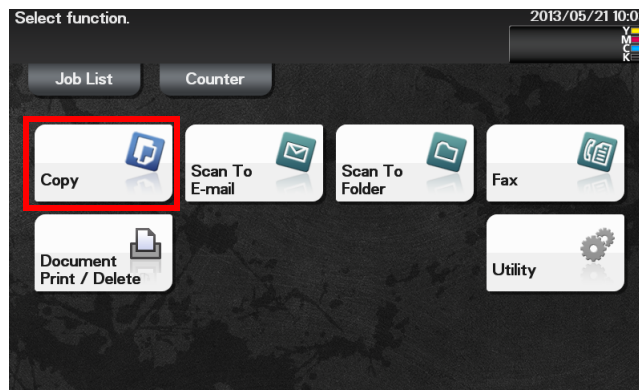 Select function.
2013/05/21 10:0
Y
M
C
K
Job List
Counter
Copy
Scan To
E-mail
Scan To
Folder
Fax
Document
Print / Delete
Utility